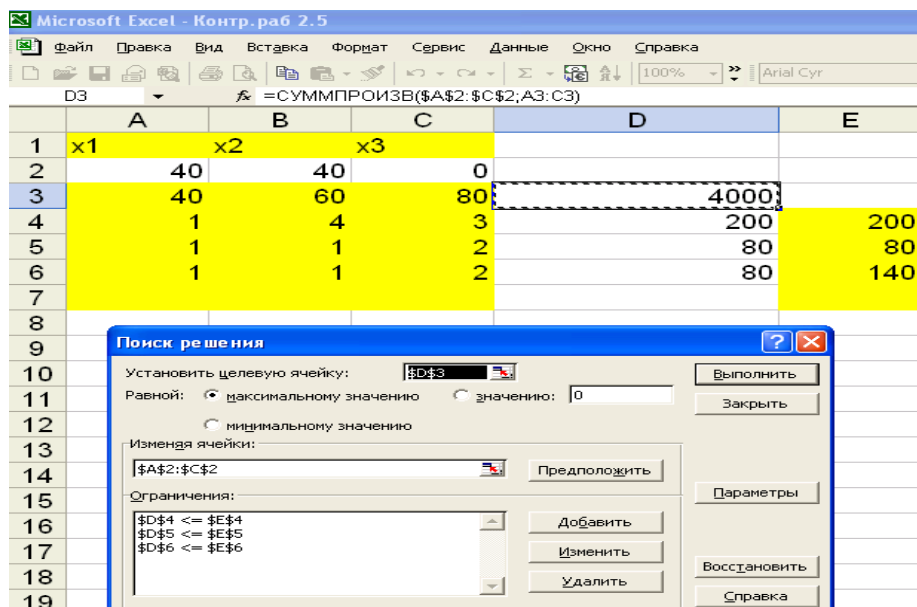 Microsoft Excel - Контр.раб 2.5
Файл Правка Вид Вставка Формат Сервис Данные Окно Справка
100% Arial Cyr
D3 fx =СУММПРОИЗВ($A$2:$C$2;A3:C3)
A B C D E
1 x1 x2 x3
2 40 40 0
3 40 60 80 4000
4 1 4 3 200 200
5 1 1 2 80 80
6 1 1 2 80 140
7
8
9
10
11
12
13
14
15
16
17
18
19
Поиск решения
Установить целевую ячейку: $D$3 Выполнить
Равной: максимальному значению значению: 0 Закрыть
минимальному значению
Изменяя ячейки:
$A$2:$C$2 Предположить
Параметры
Ограничения:
$D$4 <= $E$4 Добавить
$D$5 <= $E$5
$D$6 <= $E$6 Изменить
Восстановить
Удалить
Справка